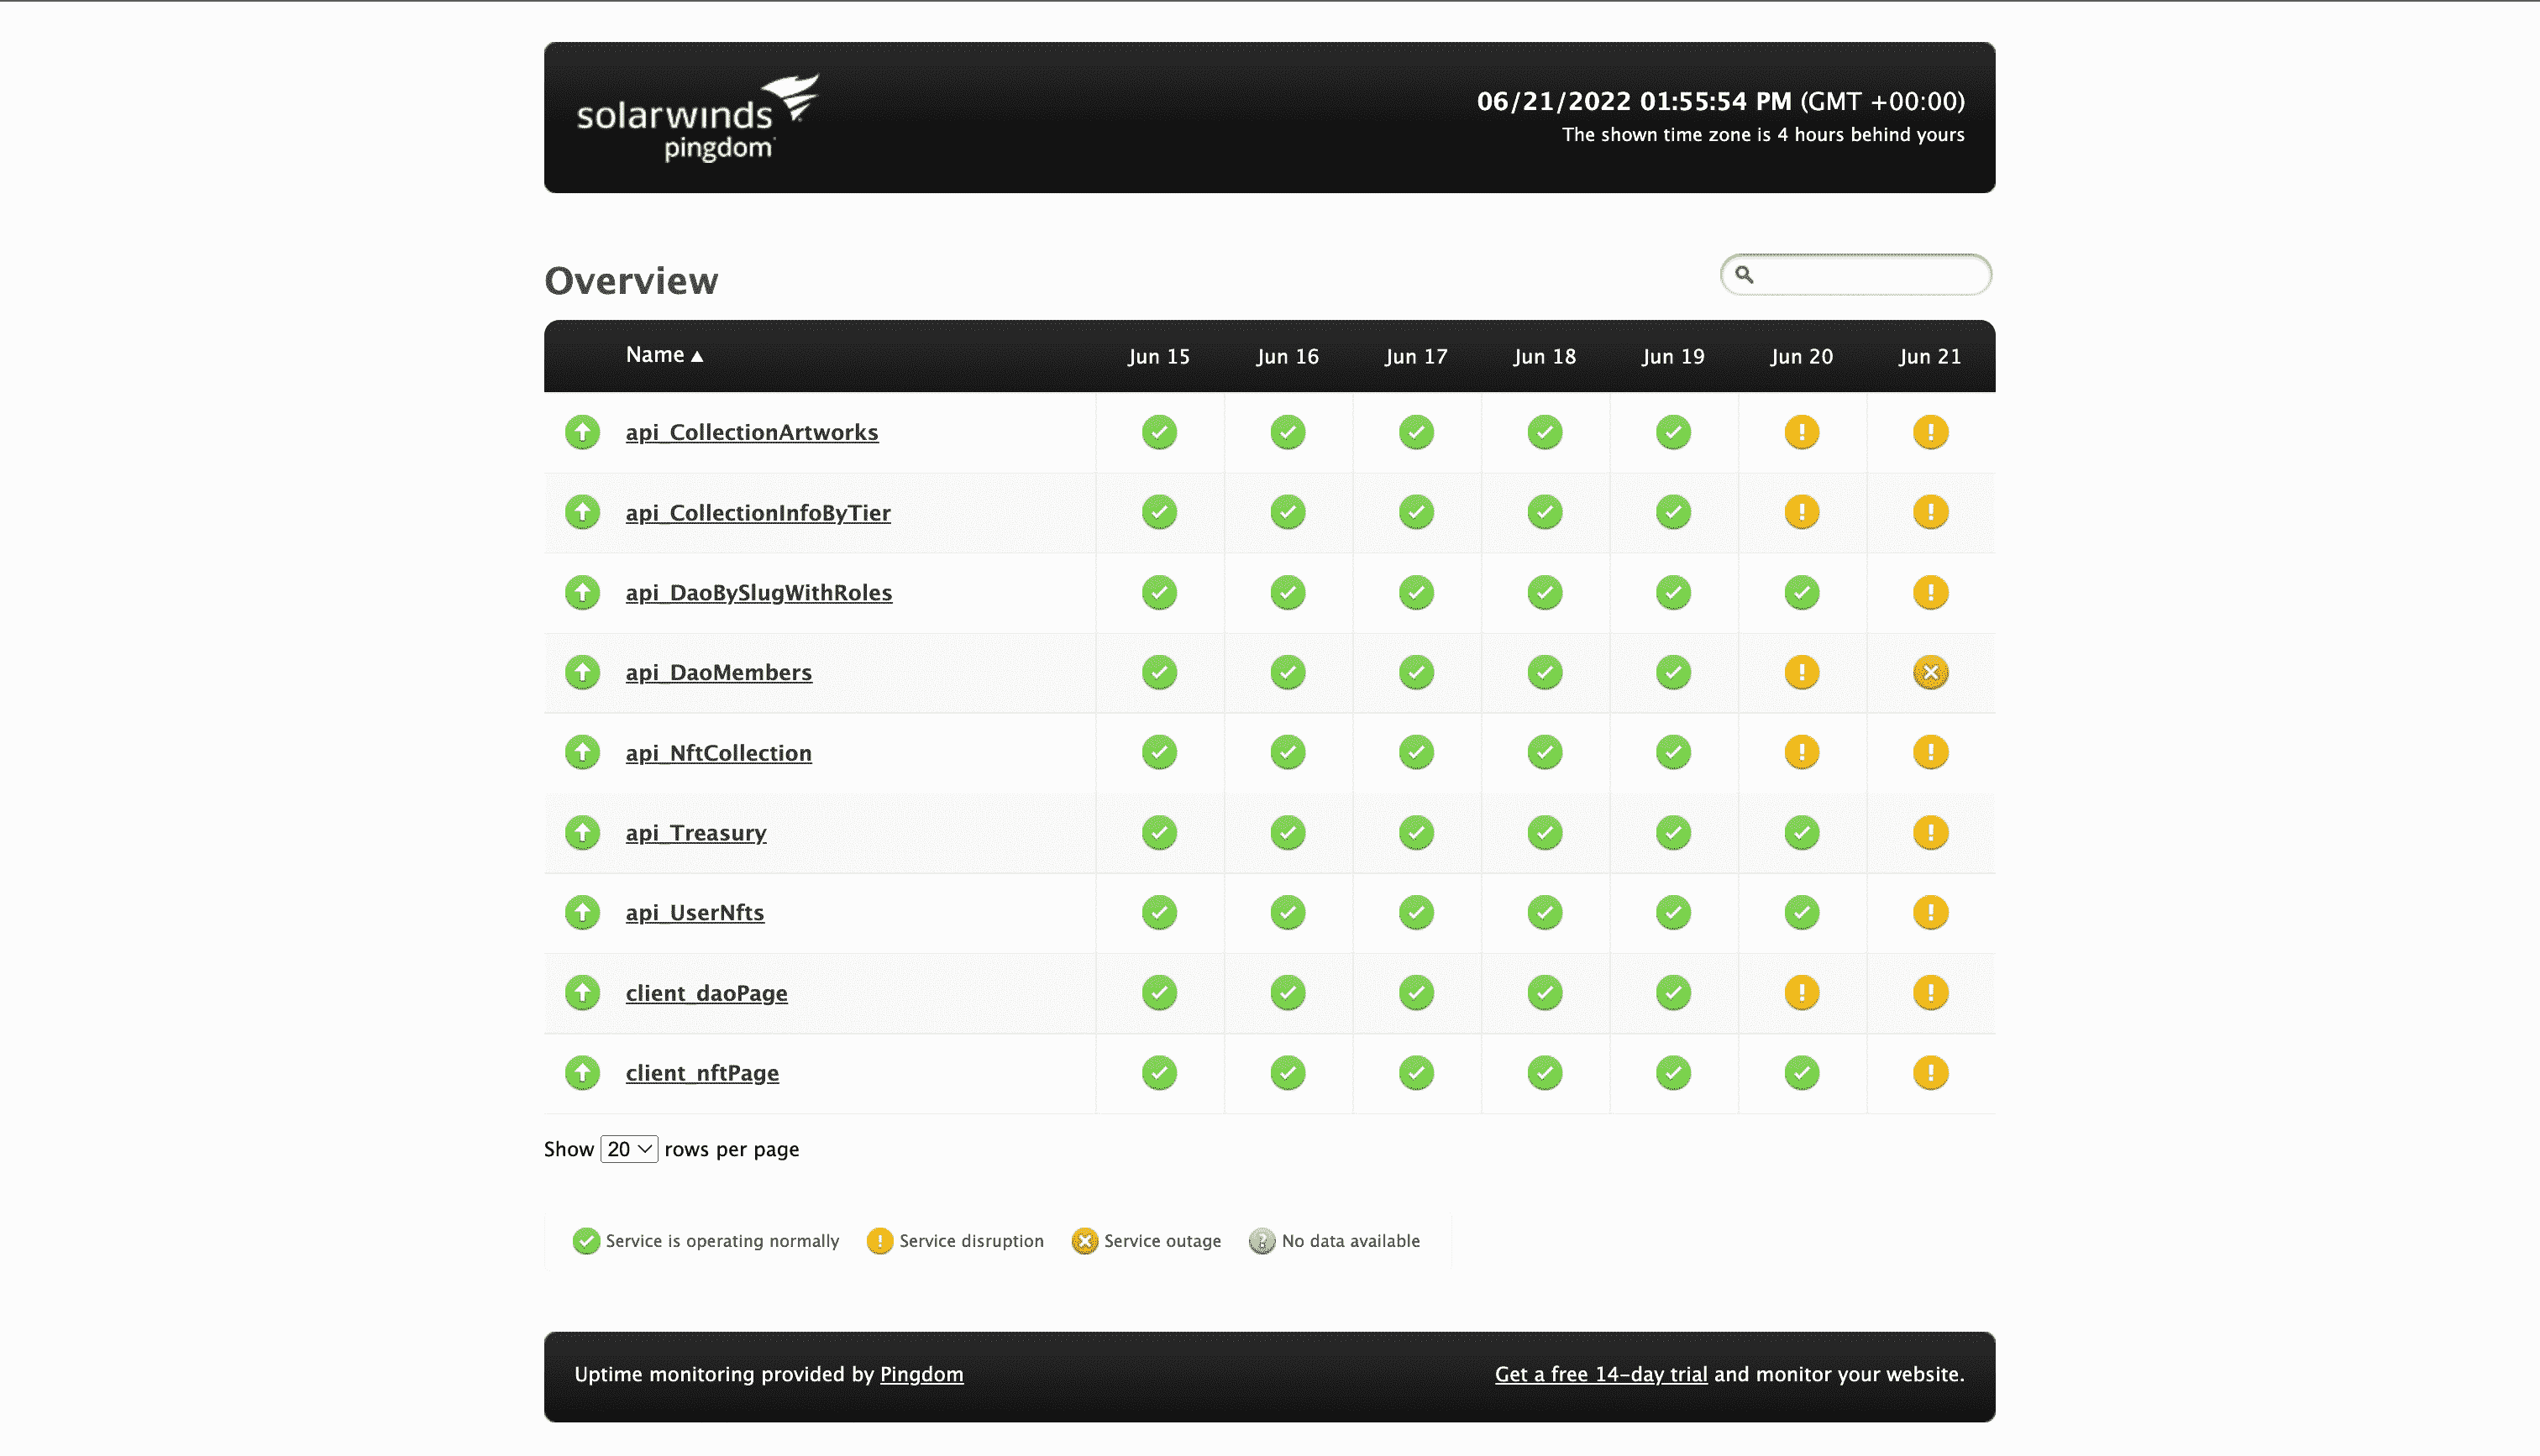 solarwinds
pingdom
06/21/2022 01:55:54 PM (GMT +00:00)
The shown time zone is 4 hours behind yours
Overview
Name ▲ Jun 15 Jun 16 Jun 17 Jun 18 Jun 19 Jun 20 Jun 21
api_CollectionArtworks
api_CollectionInfoByTier
api_DaoBySlugWithRoles
api_DaoMembers
api_NftCollection
api_Treasury
api_UserNfts
client_daoPage
client_nftPage
Show 20 rows per page
Service is operating normally Service disruption Service outage No data available
Uptime monitoring provided by Pingdom Get a free 14-day trial and monitor your website.